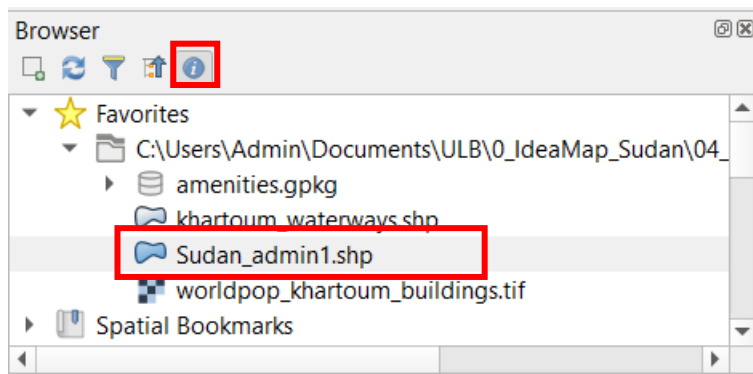 Browser
Favorites
C:\Users\Admin\Documents\ULB\0_IdeaMap_Sudan\04_
amenities.gpkg
khartoum_waterways.shp
Sudan_admin1.shp
worldpop_khartoum_buildings.tif
Spatial Bookmarks